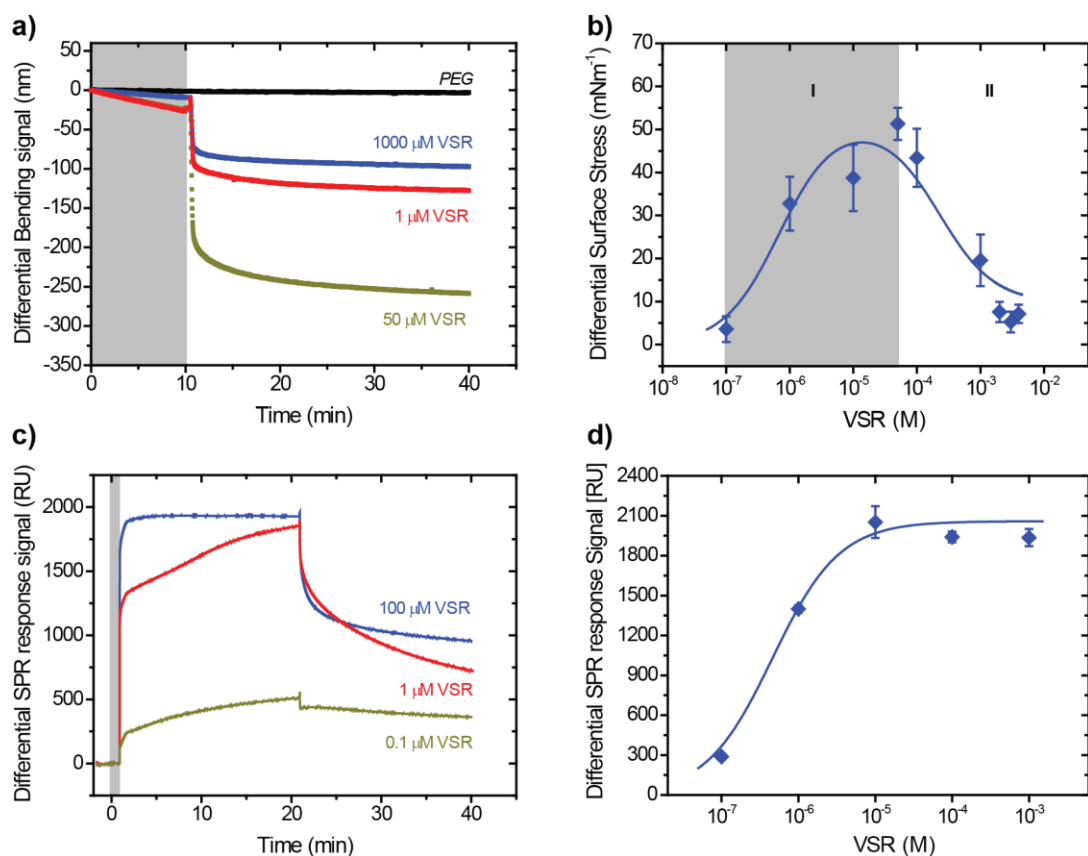 a)
Differential Bending signal (nm)
50
25
0
-25
-50
-100
-150
-200
-250
-300
-350
PEG
1000 µM VSR
1 µM VSR
50 µM VSR
0 10 20 30 40
Time (min)
b)
Differential Surface Stress (mNm⁻¹)
70
60
50
40
30
20
10
0
I II
10⁻⁸ 10⁻⁷ 10⁻⁶ 10⁻⁵ 10⁻⁴ 10⁻³ 10⁻²
VSR (M)
c)
Differential SPR response signal (RU)
2000
1500
1000
500
0
100 µM VSR
1 µM VSR
0.1 µM VSR
0 10 20 30 40
Time (min)
d)
Differential SPR response Signal [RU]
2400
2100
1800
1500
1200
900
600
300
0
10⁻⁷ 10⁻⁶ 10⁻⁵ 10⁻⁴ 10⁻³
VSR (M)